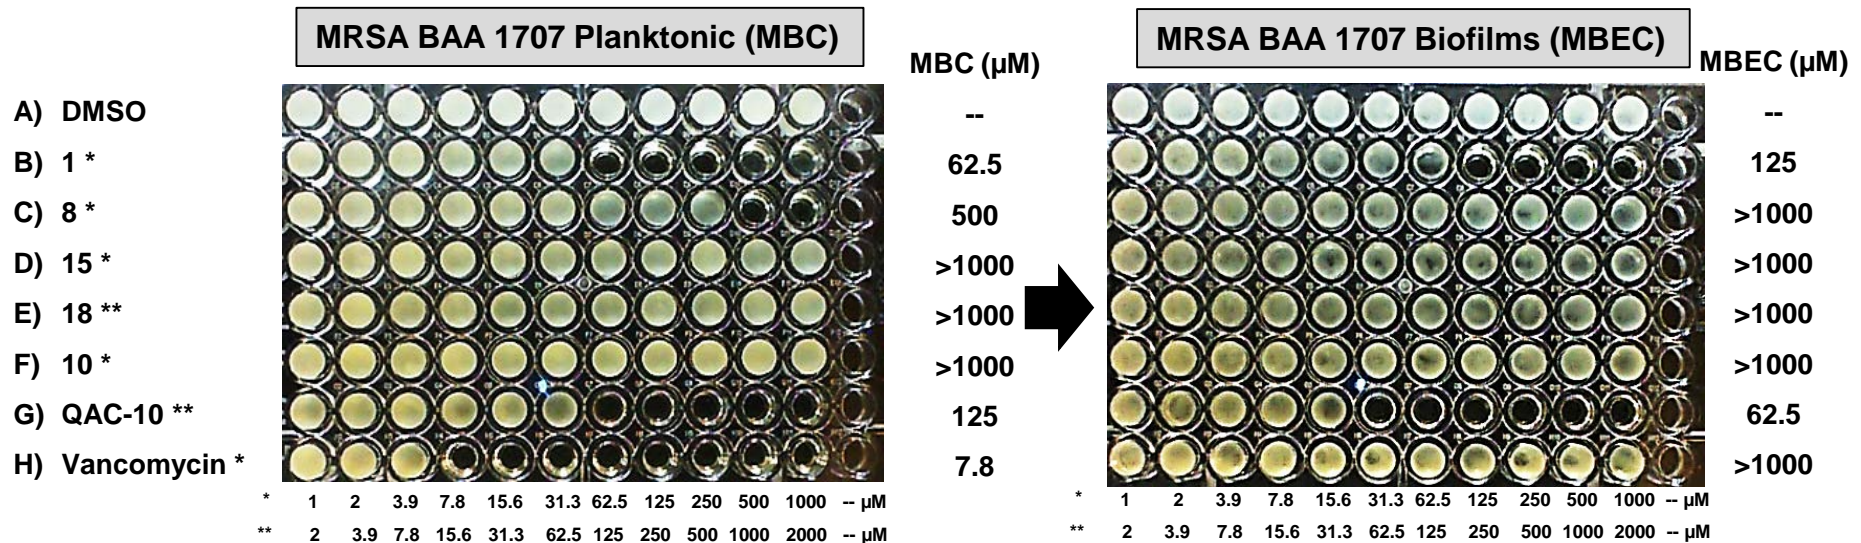 MRSA BAA 1707 Planktonic (MBC)
MBC (µM)
MRSA BAA 1707 Biofilms (MBEC)
MBEC (µM)
A) DMSO -- --
B) 1 * 62.5 125
C) 8 * 500 >1000
D) 15 * >1000 >1000
E) 18 ** >1000 >1000
F) 10 * >1000 >1000
G) QAC-10 ** 125 62.5
H) Vancomycin * 7.8 >1000
* 1 2 3.9 7.8 15.6 31.3 62.5 125 250 500 1000 -- µM
** 2 3.9 7.8 15.6 31.3 62.5 125 250 500 1000 2000 -- µM
* 1 2 3.9 7.8 15.6 31.3 62.5 125 250 500 1000 -- µM
** 2 3.9 7.8 15.6 31.3 62.5 125 250 500 1000 2000 -- µM